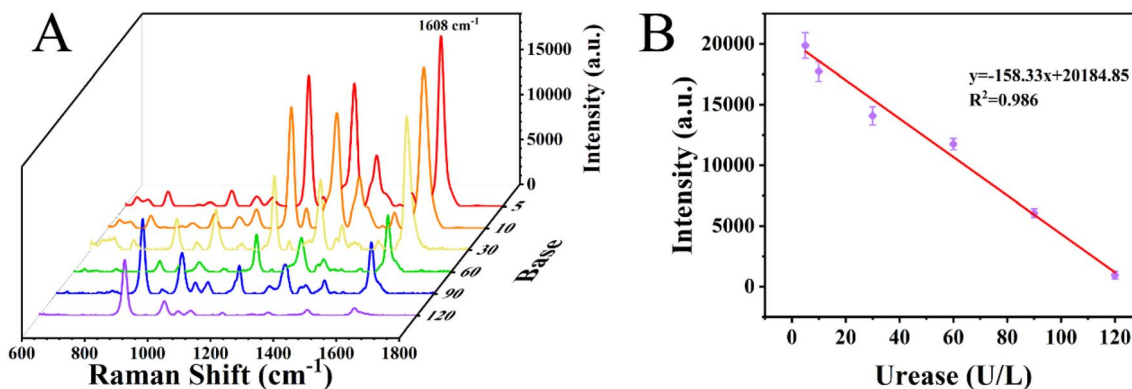 A
1608 cm⁻¹
15000
10000
5000
0
Intensity (a.u.)
5
10
30
60
90
120
Base
600
800
1000
1200
1400
1600
1800
Raman Shift (cm⁻¹)
B
20000
15000
10000
5000
0
Intensity (a.u.)
y=-158.33x+20184.85
R²=0.986
0
20
40
60
80
100
120
Urease (U/L)